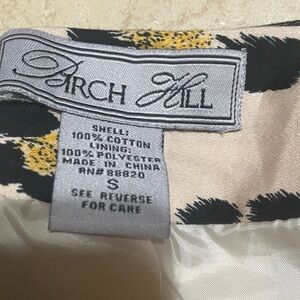 BIRCH HILL
SHELL:
100% COTTON
LINING:
100% POLYESTER
MADE IN CHINA
RN#88820
S
SEE REVERSE
FOR CARE